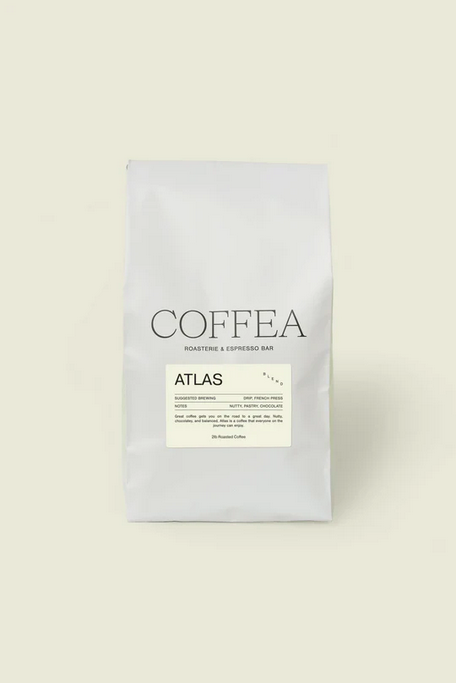 COFFEA
ROASTERIE & ESPRESSO BAR
ATLAS
BLEND
SUGGESTED BREWING DRIP, FRENCH PRESS
NOTES NUTTY, PASTRY, CHOCOLATE
Great coffee gets you on the road to a great day. Nutty,
chocolatey, and balanced. Atlas is a coffee that everyone on the
journey can enjoy.
2lb Roasted Coffee